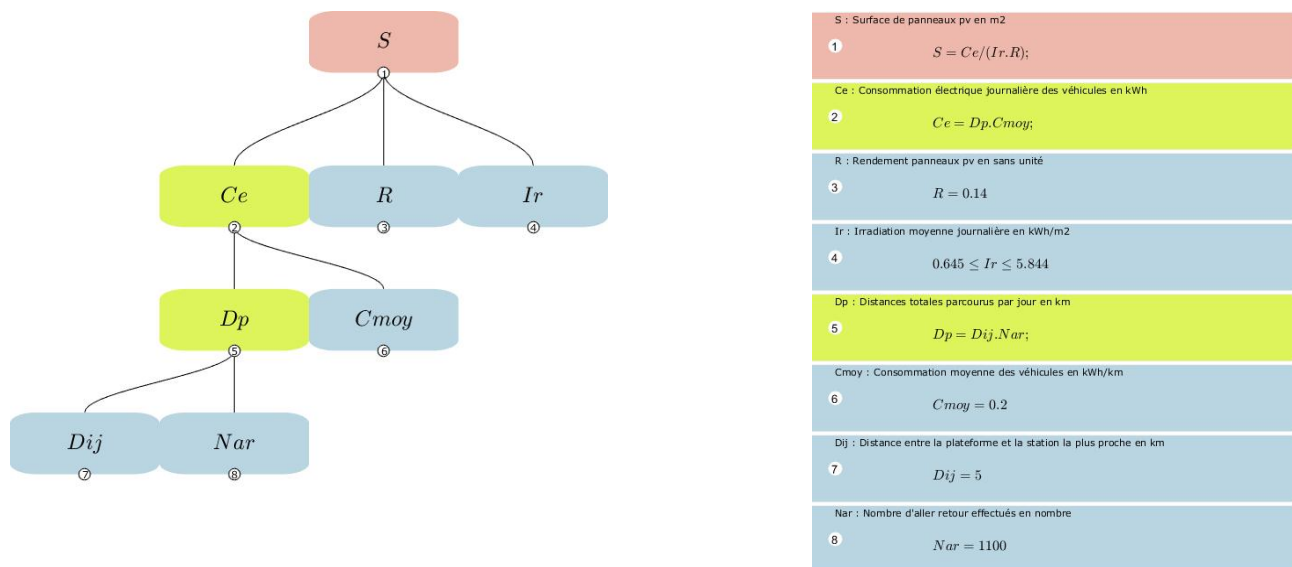 S
1
Ce
R
Ir
2
3
4
Dp
Cmoy
5
6
Dij
Nar
7
8
S : Surface de panneaux pv en m2
1
S = Ce/(Ir.R);
Ce : Consommation électrique journalière des véhicules en kWh
2
Ce = Dp.Cmoy;
R : Rendement panneaux pv en sans unité
3
R = 0.14
Ir : Irradiation moyenne journalière en kWh/m2
4
0.645 ≤ Ir ≤ 5.844
Dp : Distances totales parcourus par jour en km
5
Dp = Dij.Nar;
Cmoy : Consommation moyenne des véhicules en kWh/km
6
Cmoy = 0.2
Dij : Distance entre la plateforme et la station la plus proche en km
7
Dij = 5
Nar : Nombre d'aller retour effectués en nombre
8
Nar = 1100